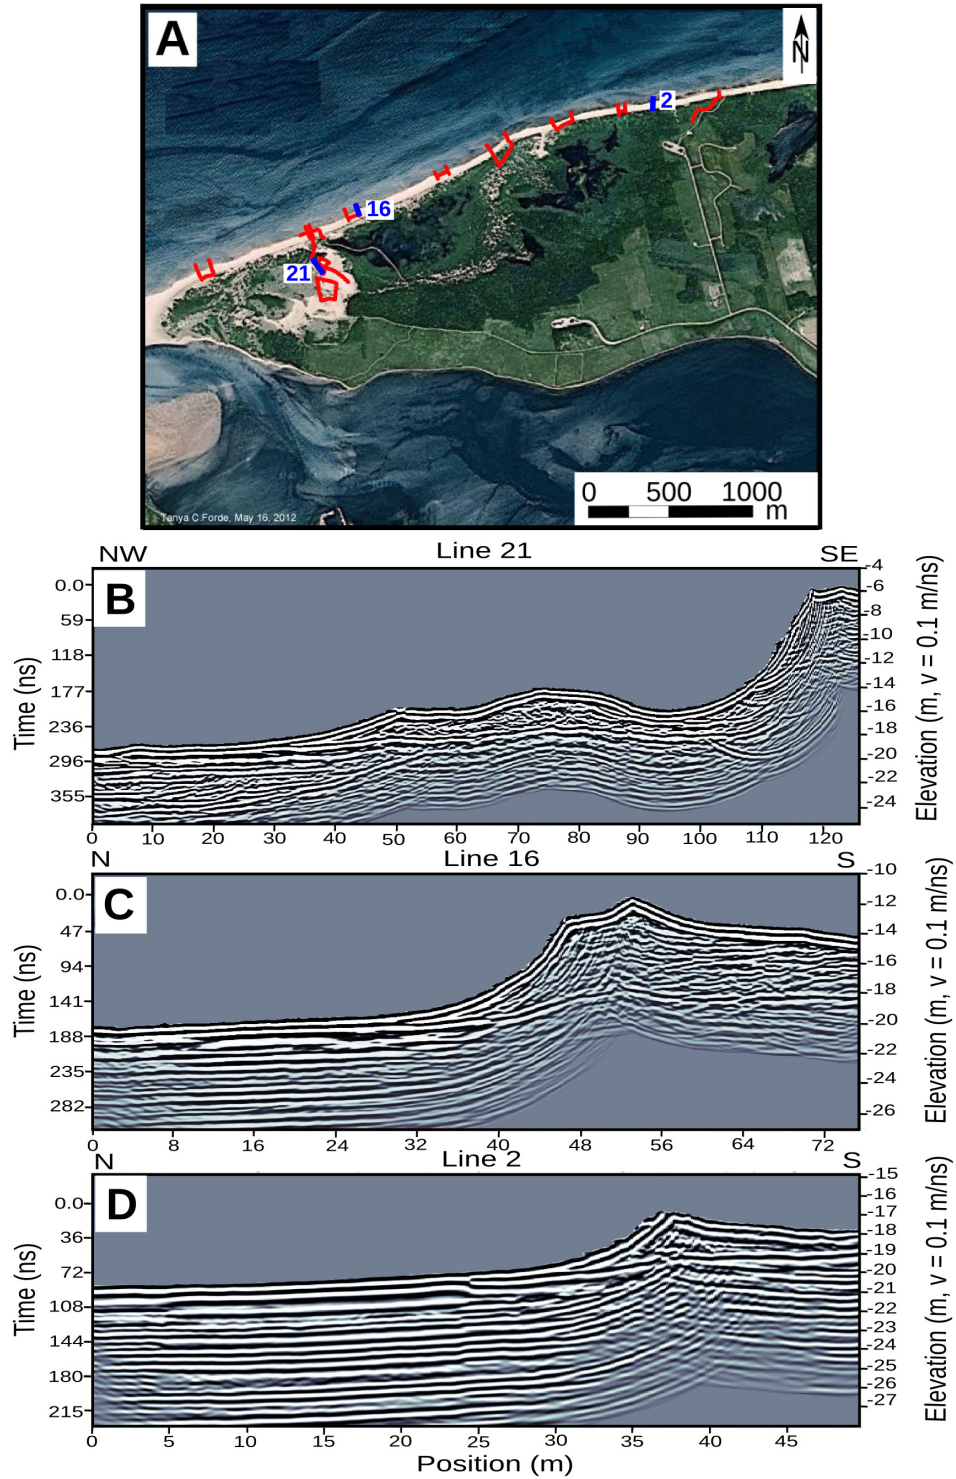 A
N
2
16
21
0 500 1000
m
Tanya C.Forde, May 16, 2012
NW Line 21 SE
B
Time (ns)
0.0
59
118
177
236
296
355
-4
-6
-8
-10
-12
-14
-16
-18
-20
-22
-24
Elevation (m, v = 0.1 m/ns)
0 10 20 30 40 50 60 70 80 90 100 110 120
N Line 16 S
C
Time (ns)
0.0
47
94
141
188
235
282
-10
-12
-14
-16
-18
-20
-22
-24
-26
Elevation (m, v = 0.1 m/ns)
0 8 16 24 32 40 48 56 64 72
N Line 2 S
D
Time (ns)
0.0
36
72
108
144
180
215
-15
-16
-17
-18
-19
-20
-21
-22
-23
-24
-25
-26
-27
Elevation (m, v = 0.1 m/ns)
0 5 10 15 20 25 30 35 40 45
Position (m)